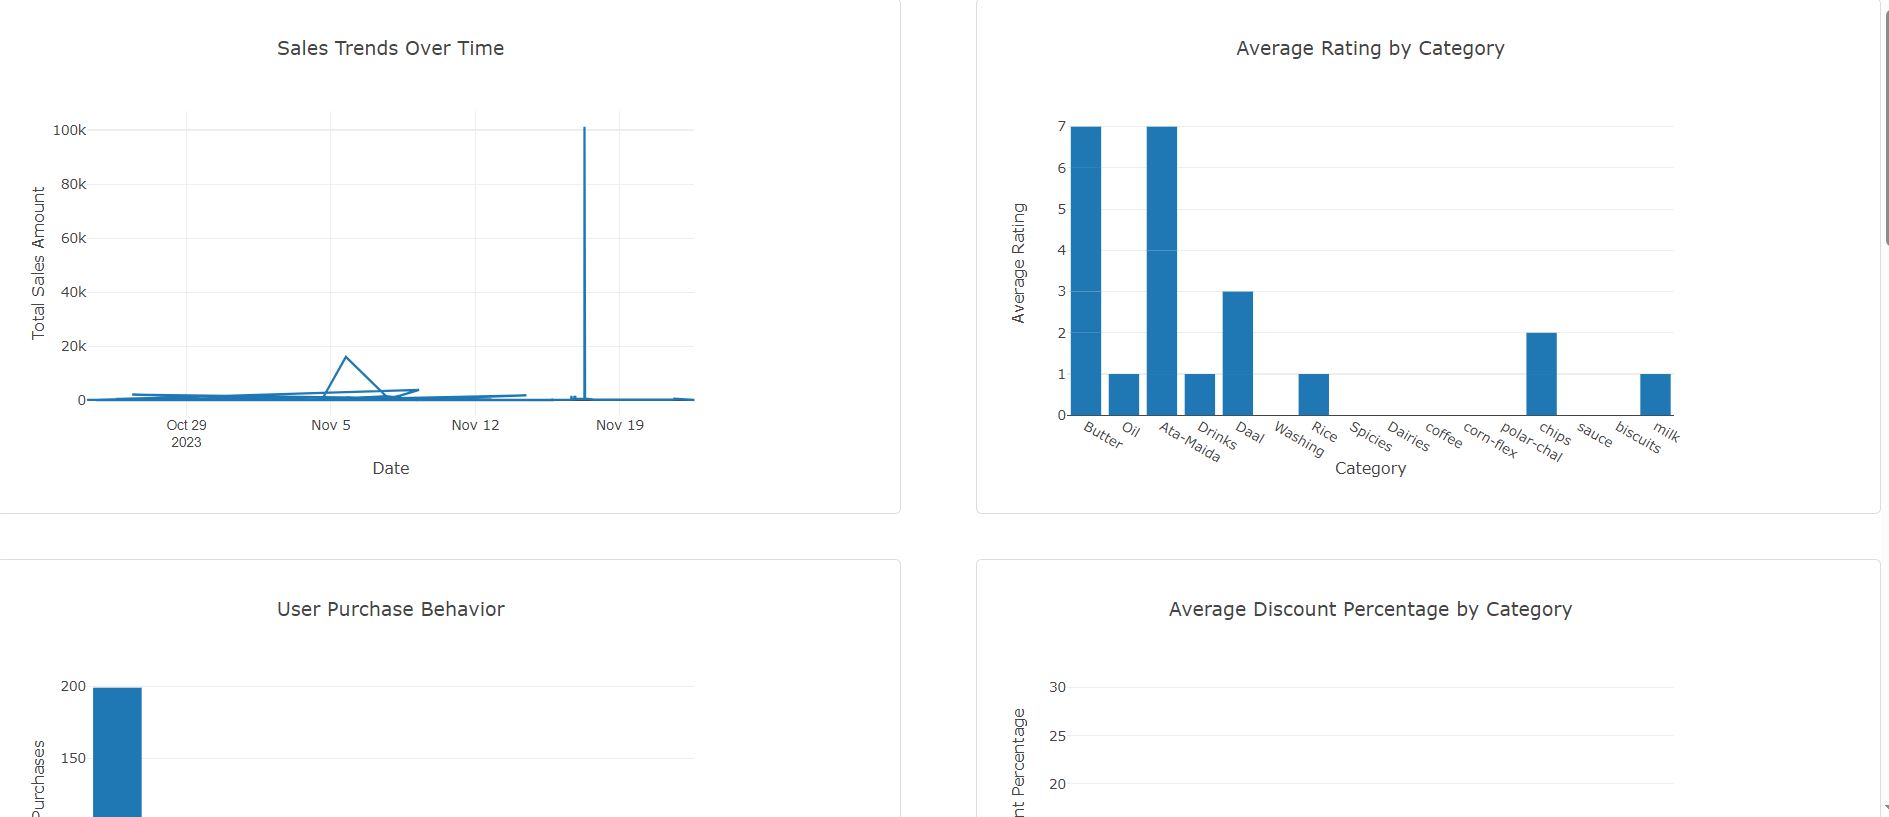 Sales Trends Over Time
Total Sales Amount
100k
80k
60k
40k
20k
0
Oct 29
2023
Nov 5
Nov 12
Nov 19
Date
Average Rating by Category
Average Rating
7
6
5
4
3
2
1
0
Butter
Oil
Ata-Maida
Drinks
Daal
Washing
Rice
Spicies
Dairies
coffee
corn-flex
polar-chal
chips
sauce
biscuits
milk
Category
User Purchase Behavior
Purchases
200
150
Average Discount Percentage by Category
nt Percentage
30
25
20